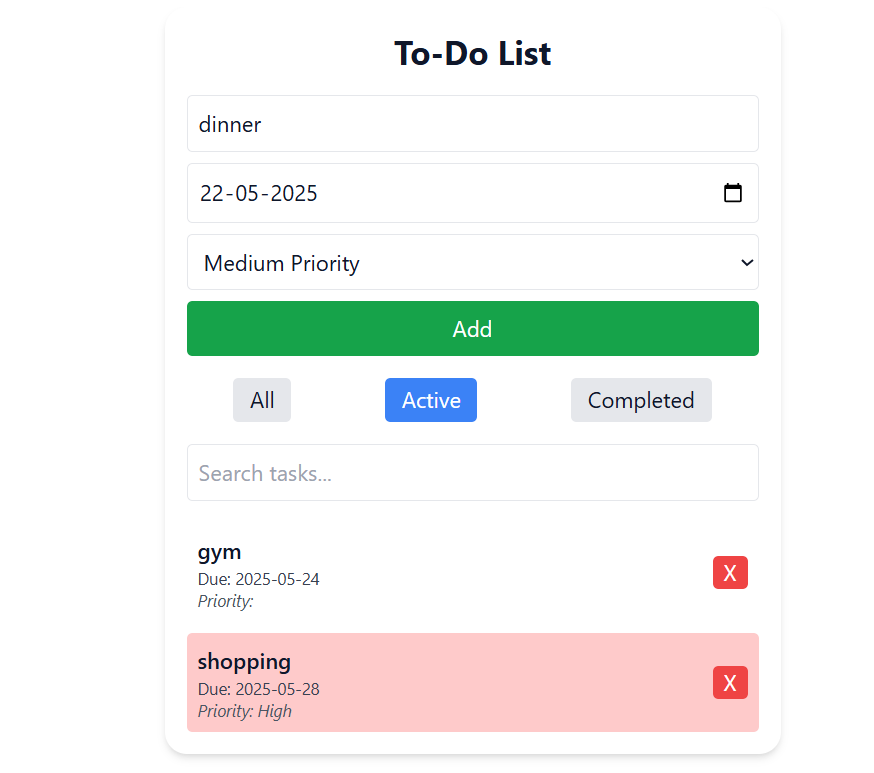 To-Do List
dinner
22-05-2025
Medium Priority
Add
All Active Completed
Search tasks...
gym
Due: 2025-05-24
X
Priority:
shopping
Due: 2025-05-28
X
Priority: High